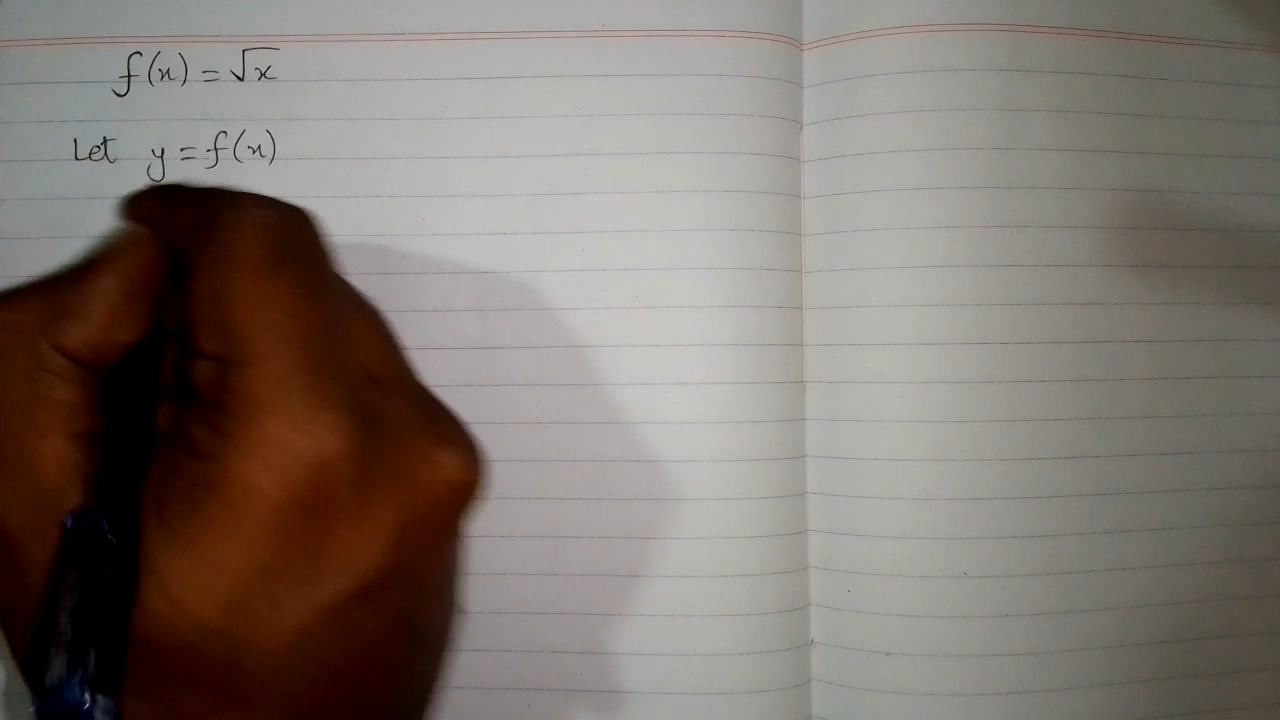 f(x) = √x
Let y = f(x)